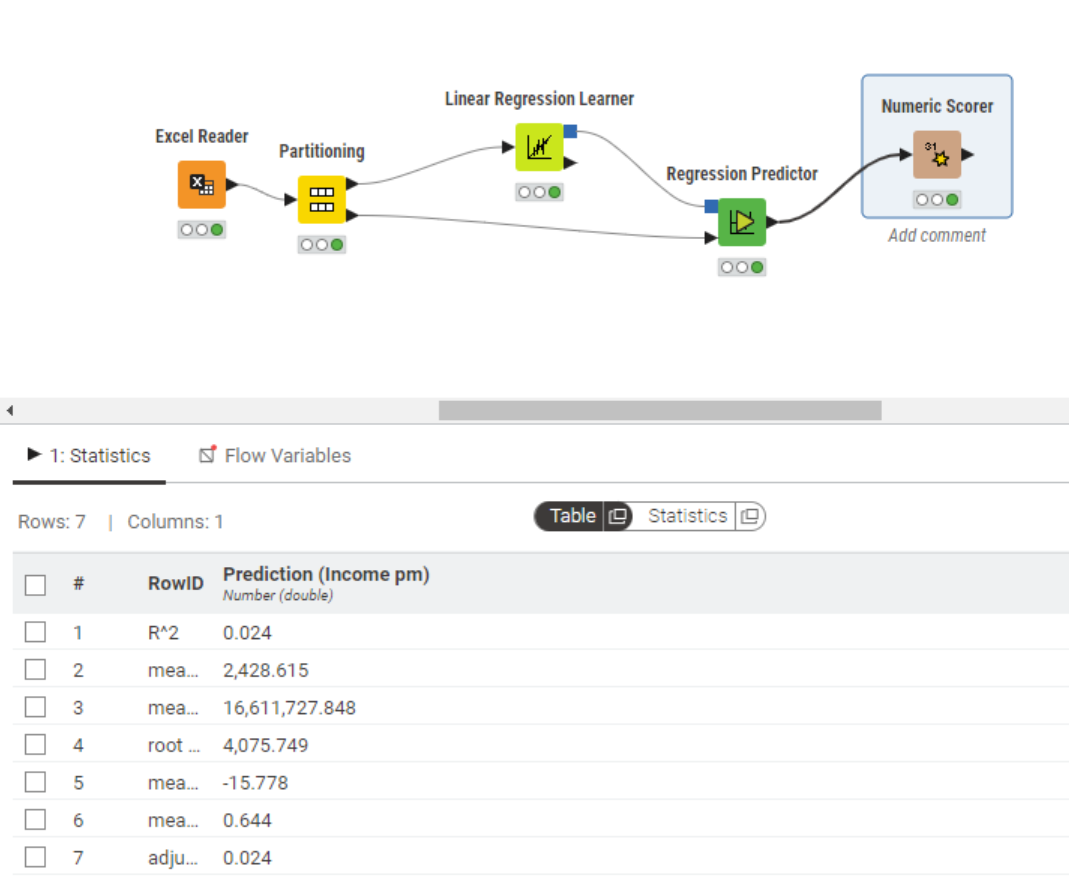 Linear Regression Learner
Numeric Scorer
Excel Reader
Partitioning
Regression Predictor
31
Add comment
1: Statistics Flow Variables
Rows: 7 | Columns: 1 Table Statistics
# RowID Prediction (Income pm)
Number (double)
1 R^2 0.024
2 mea... 2,428.615
3 mea... 16,611,727.848
4 root ... 4,075.749
5 mea... -15.778
6 mea... 0.644
7 adju... 0.024